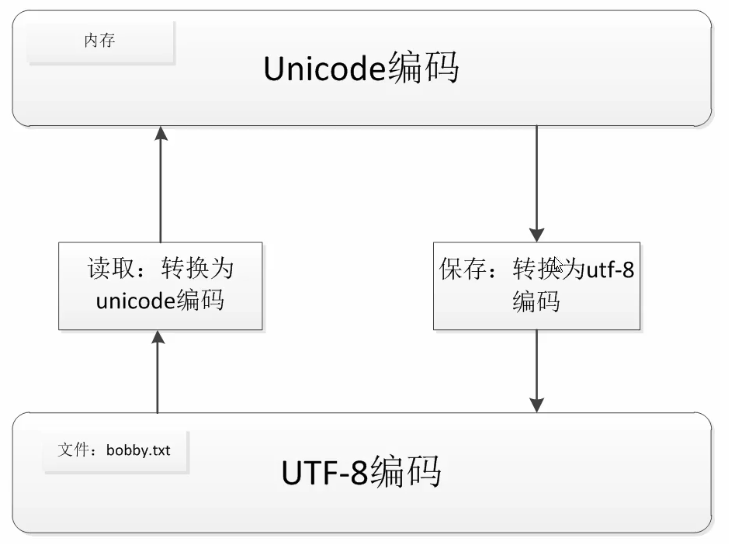 内存
Unicode编码
读取：转换为
unicode编码
保存：转换为utf-8
编码
文件：bobby.txt
UTF-8编码